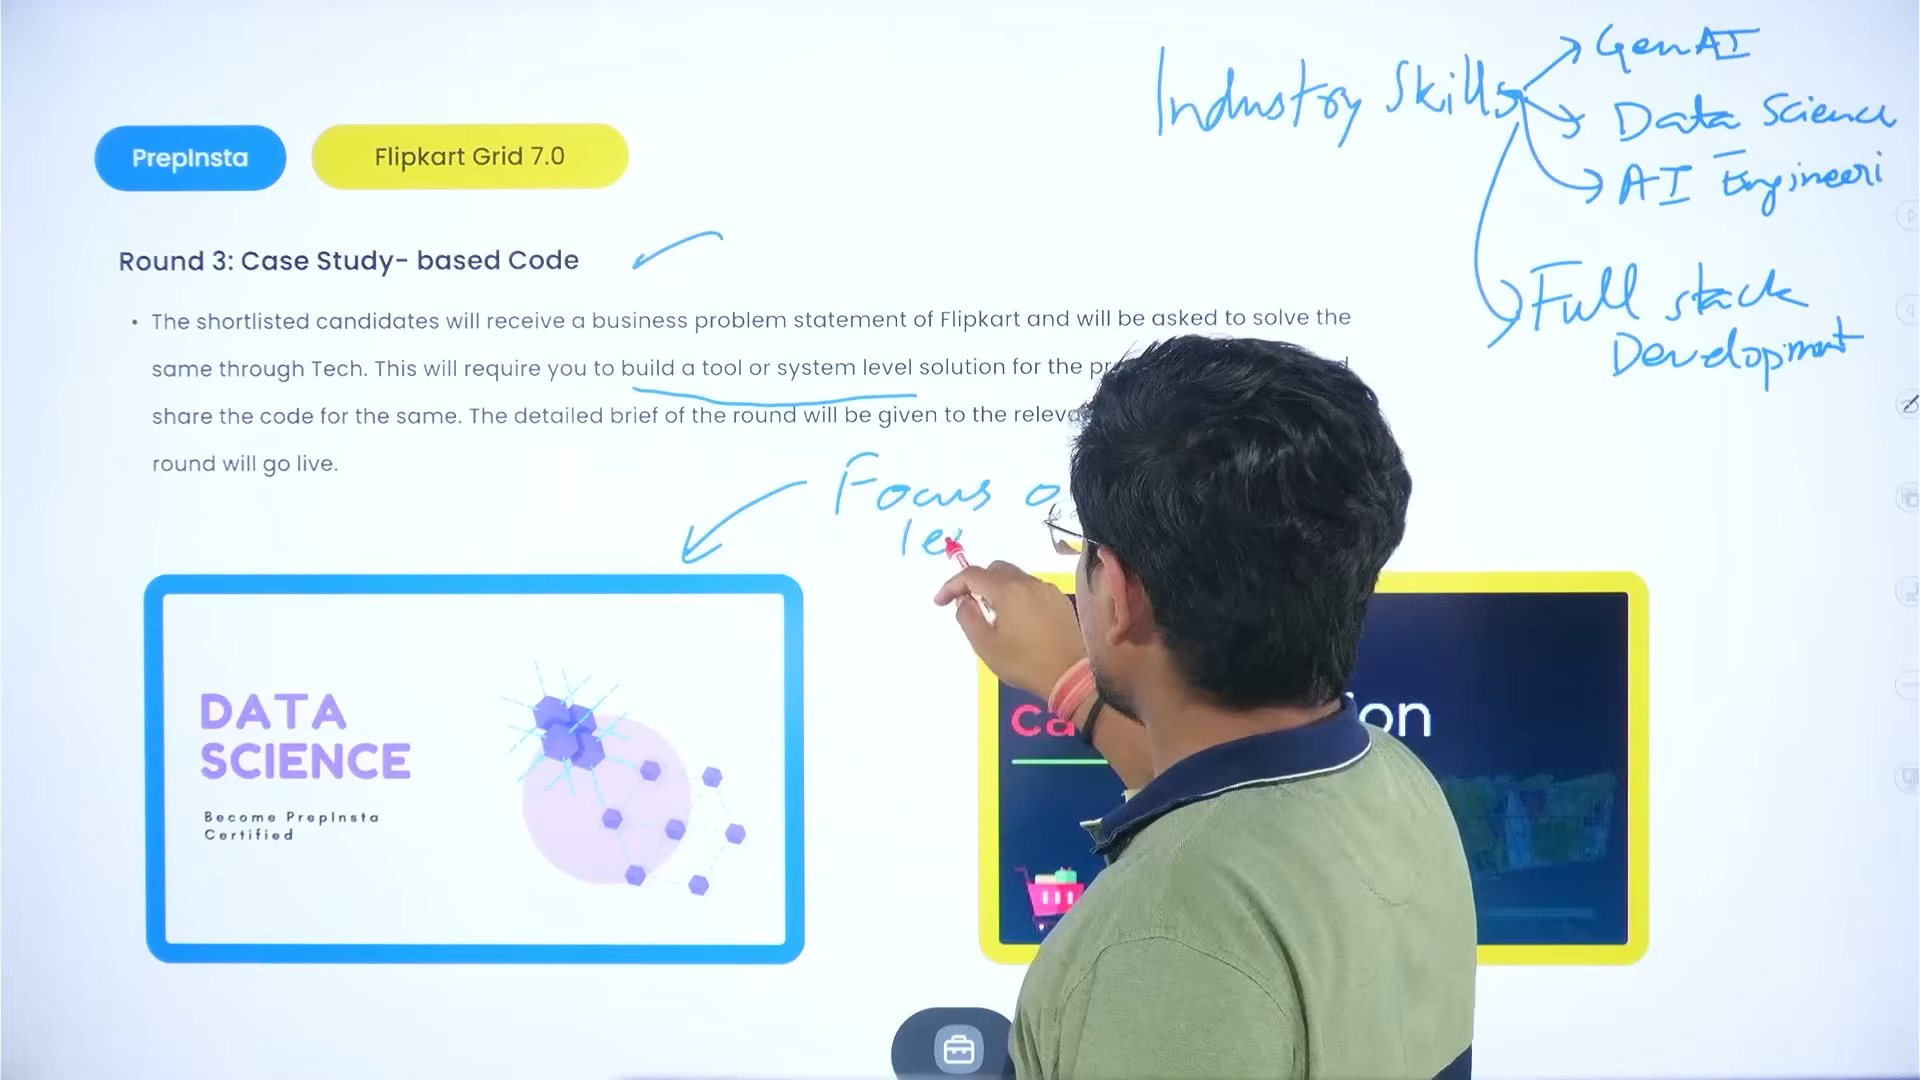 Industry Skills
GenAI
Data Science
AI Engineeri
Full stack
Development
PrepInsta
Flipkart Grid 7.0
Round 3: Case Study- based Code
• The shortlisted candidates will receive a business problem statement of Flipkart and will be asked to solve the
same through Tech. This will require you to build a tool or system level solution for the
share the code for the same. The detailed brief of the round will be given to the
round will go live.
Focus
DATA
SCIENCE
Become PrepInsta
Certified